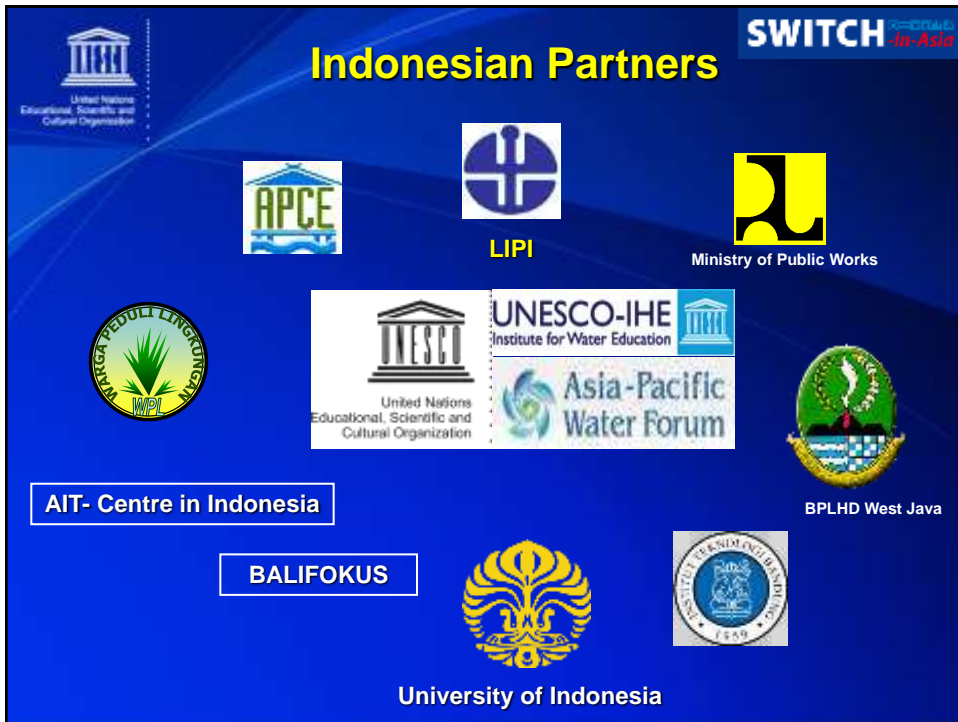 United Nations
Educational, Scientific and
Cultural Organization
Indonesian Partners
SWITCH -in-Asia
APCE
LIPI
Ministry of Public Works
WARGA PEDULI LINGKUNGAN
WPL
UNESCO
United Nations
Educational, Scientific and
Cultural Organization
UNESCO-IHE
Institute for Water Education
Asia-Pacific
Water Forum
BPLHD West Java
AIT- Centre in Indonesia
BALIFOKUS
INSTITUT TEKNOLOGI BANDUNG
1959
University of Indonesia